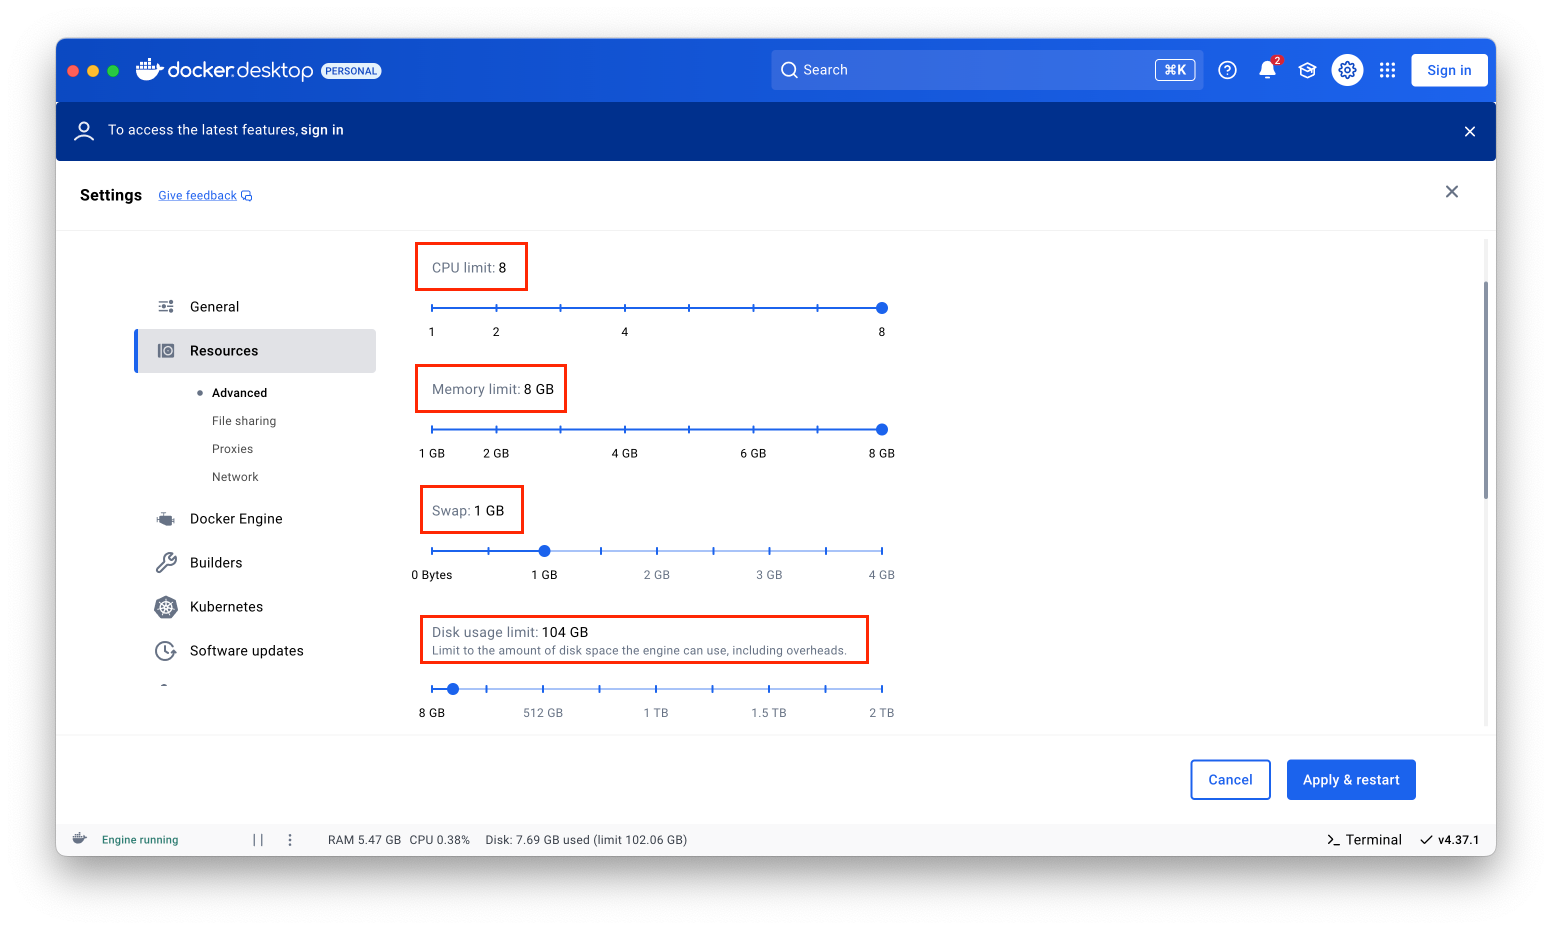 docker.desktop PERSONAL
Search
⌘K
2
Sign in
To access the latest features, sign in
Settings
Give feedback
General
Resources
Advanced
File sharing
Proxies
Network
Docker Engine
Builders
Kubernetes
Software updates
CPU limit: 8
1 2 4 8
Memory limit: 8 GB
1 GB 2 GB 4 GB 6 GB 8 GB
Swap: 1 GB
0 Bytes 1 GB 2 GB 3 GB 4 GB
Disk usage limit: 104 GB
Limit to the amount of disk space the engine can use, including overheads.
8 GB 512 GB 1 TB 1.5 TB 2 TB
Cancel
Apply & restart
Engine running
RAM 5.47 GB CPU 0.38% Disk: 7.69 GB used (limit 102.06 GB)
>_ Terminal
v4.37.1